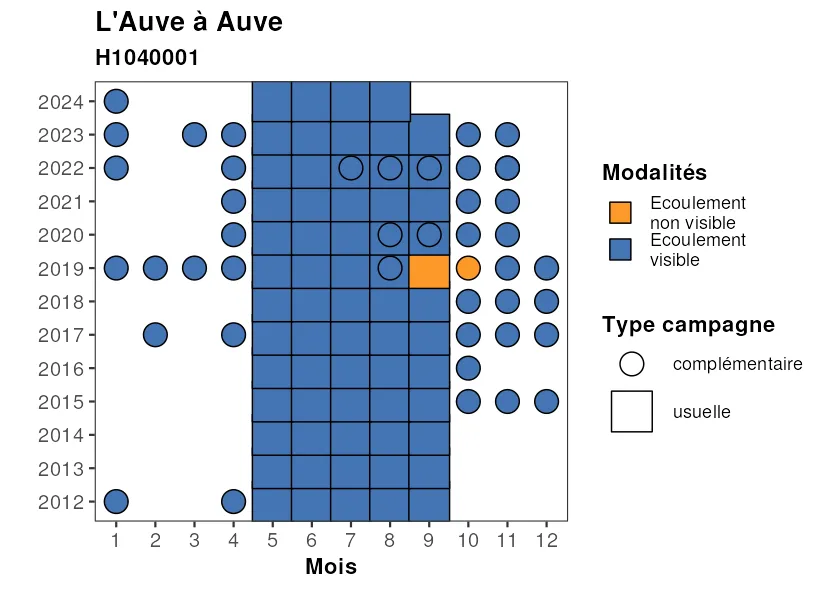 L'Auve à Auve
H1040001
2024
2023
2022
2021
2020
2019
2018
2017
2016
2015
2014
2013
2012
1 2 3 4 5 6 7 8 9 10 11 12
Mois
Modalités
Ecoulement
non visible
Ecoulement
visible
Type campagne
complémentaire
usuelle